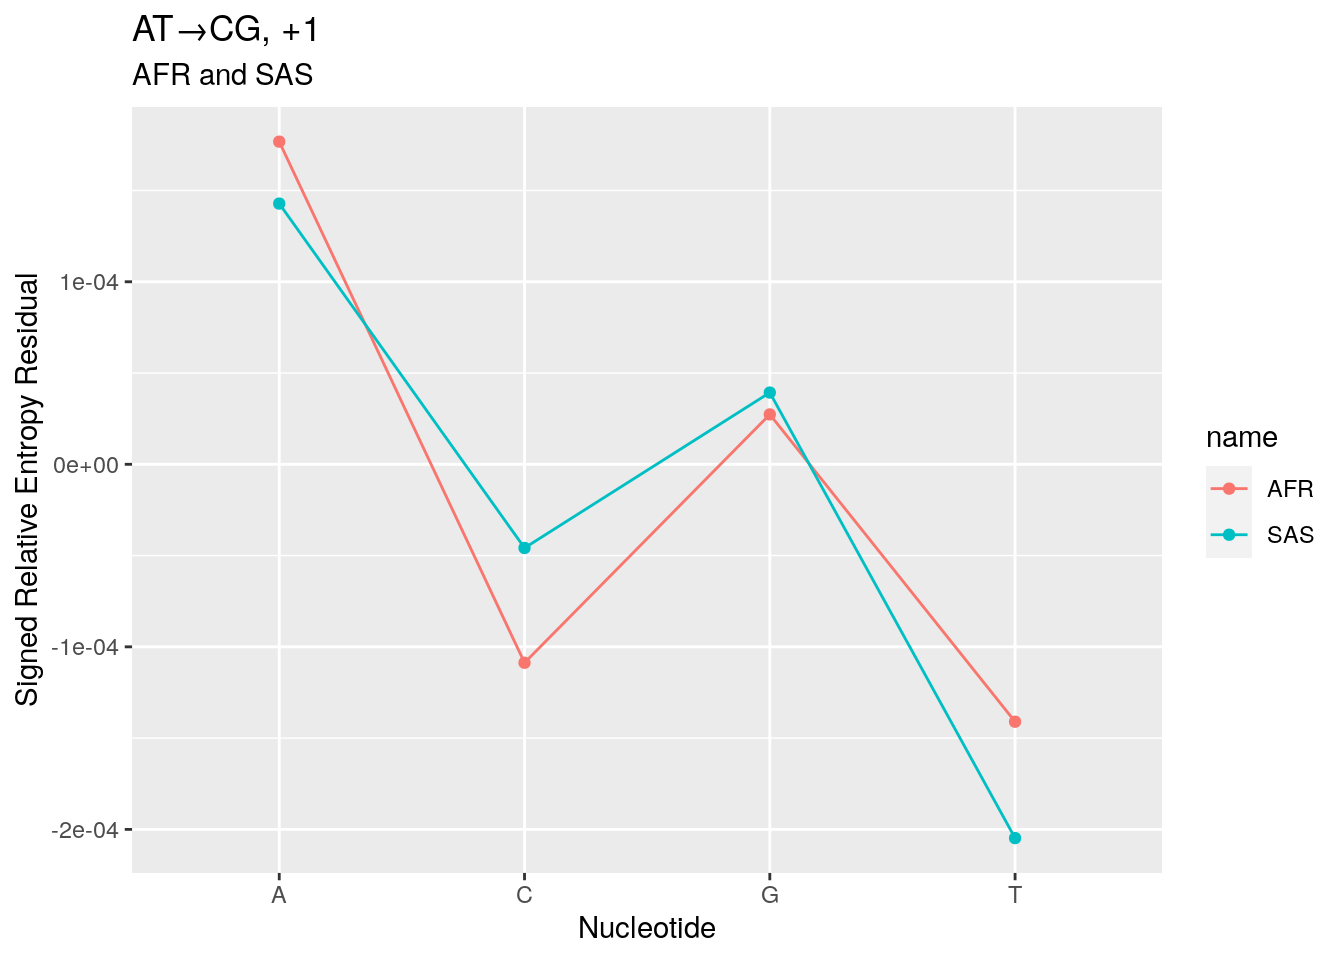 AT→CG, +1
AFR and SAS
Signed Relative Entropy Residual
1e-04
0e+00
-1e-04
-2e-04
A C G T
Nucleotide
name
AFR
SAS